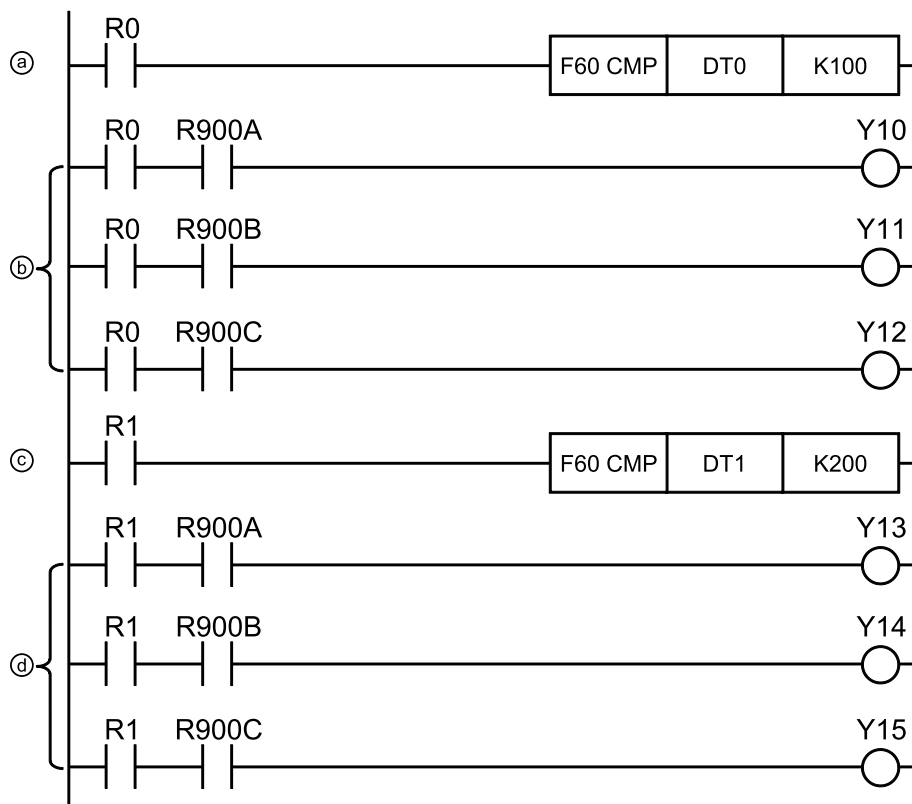 R0
ⓐ F60 CMP DT0 K100
R0 R900A Y10
R0 R900B Y11
ⓑ
R0 R900C Y12
R1
ⓒ F60 CMP DT1 K200
R1 R900A Y13
R1 R900B Y14
ⓓ
R1 R900C Y15